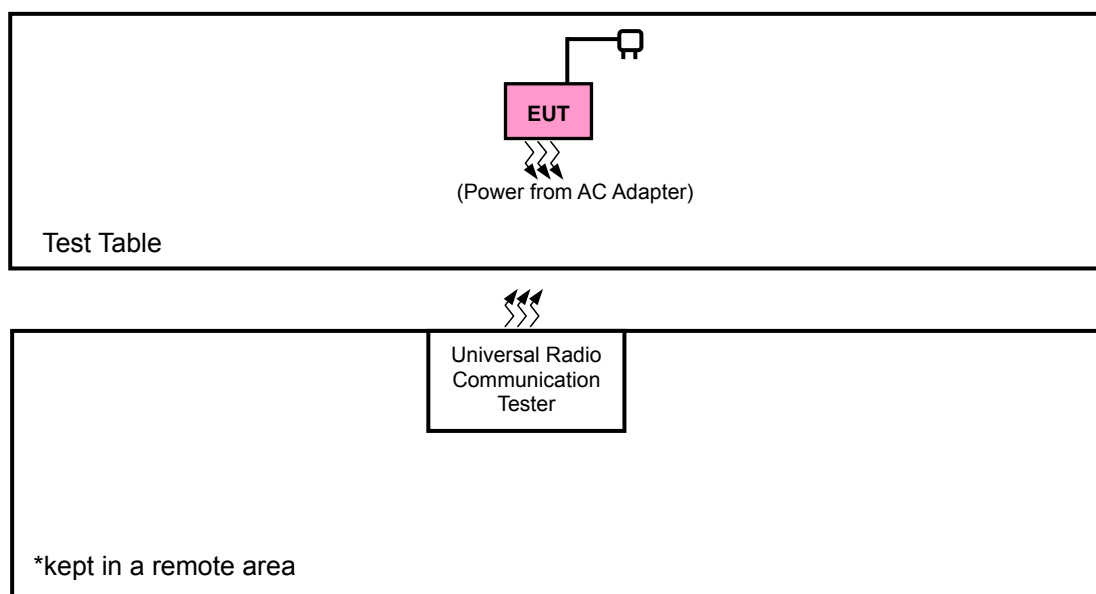 EUT
(Power from AC Adapter)
Test Table
Universal Radio
Communication
Tester
*kept in a remote area